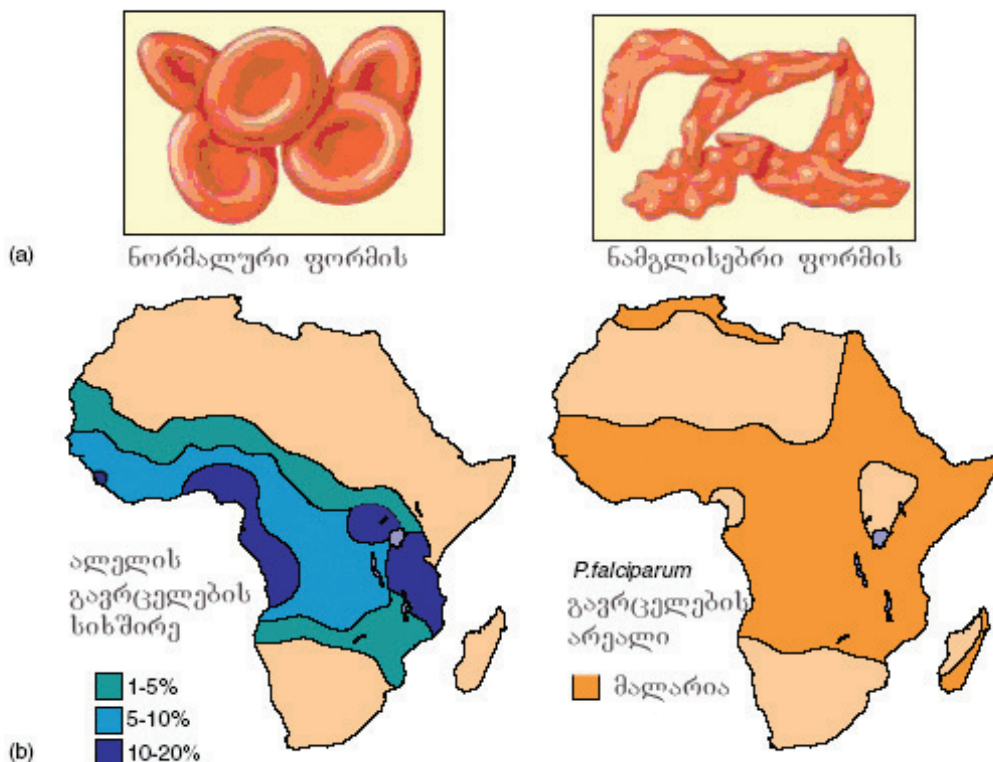 (a)
ნორმალური ფორმის
ნამგლისებრი ფორმის
ალელის
გავრცელების
სიხშირე
1-5%
5-10%
10-20%
(b)
P.falciparum
გავრცელების
არეალი
მალარია